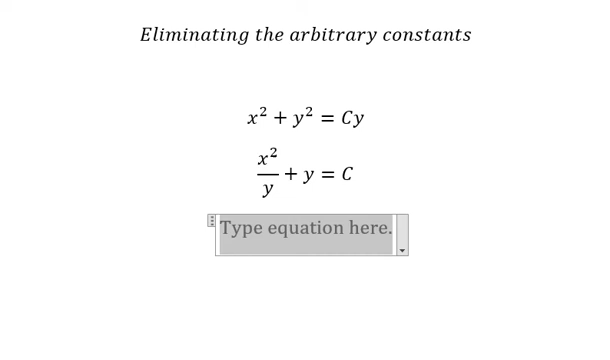 Eliminating the arbitrary constants
x² + y² = Cy
x²/y + y = C
Type equation here.